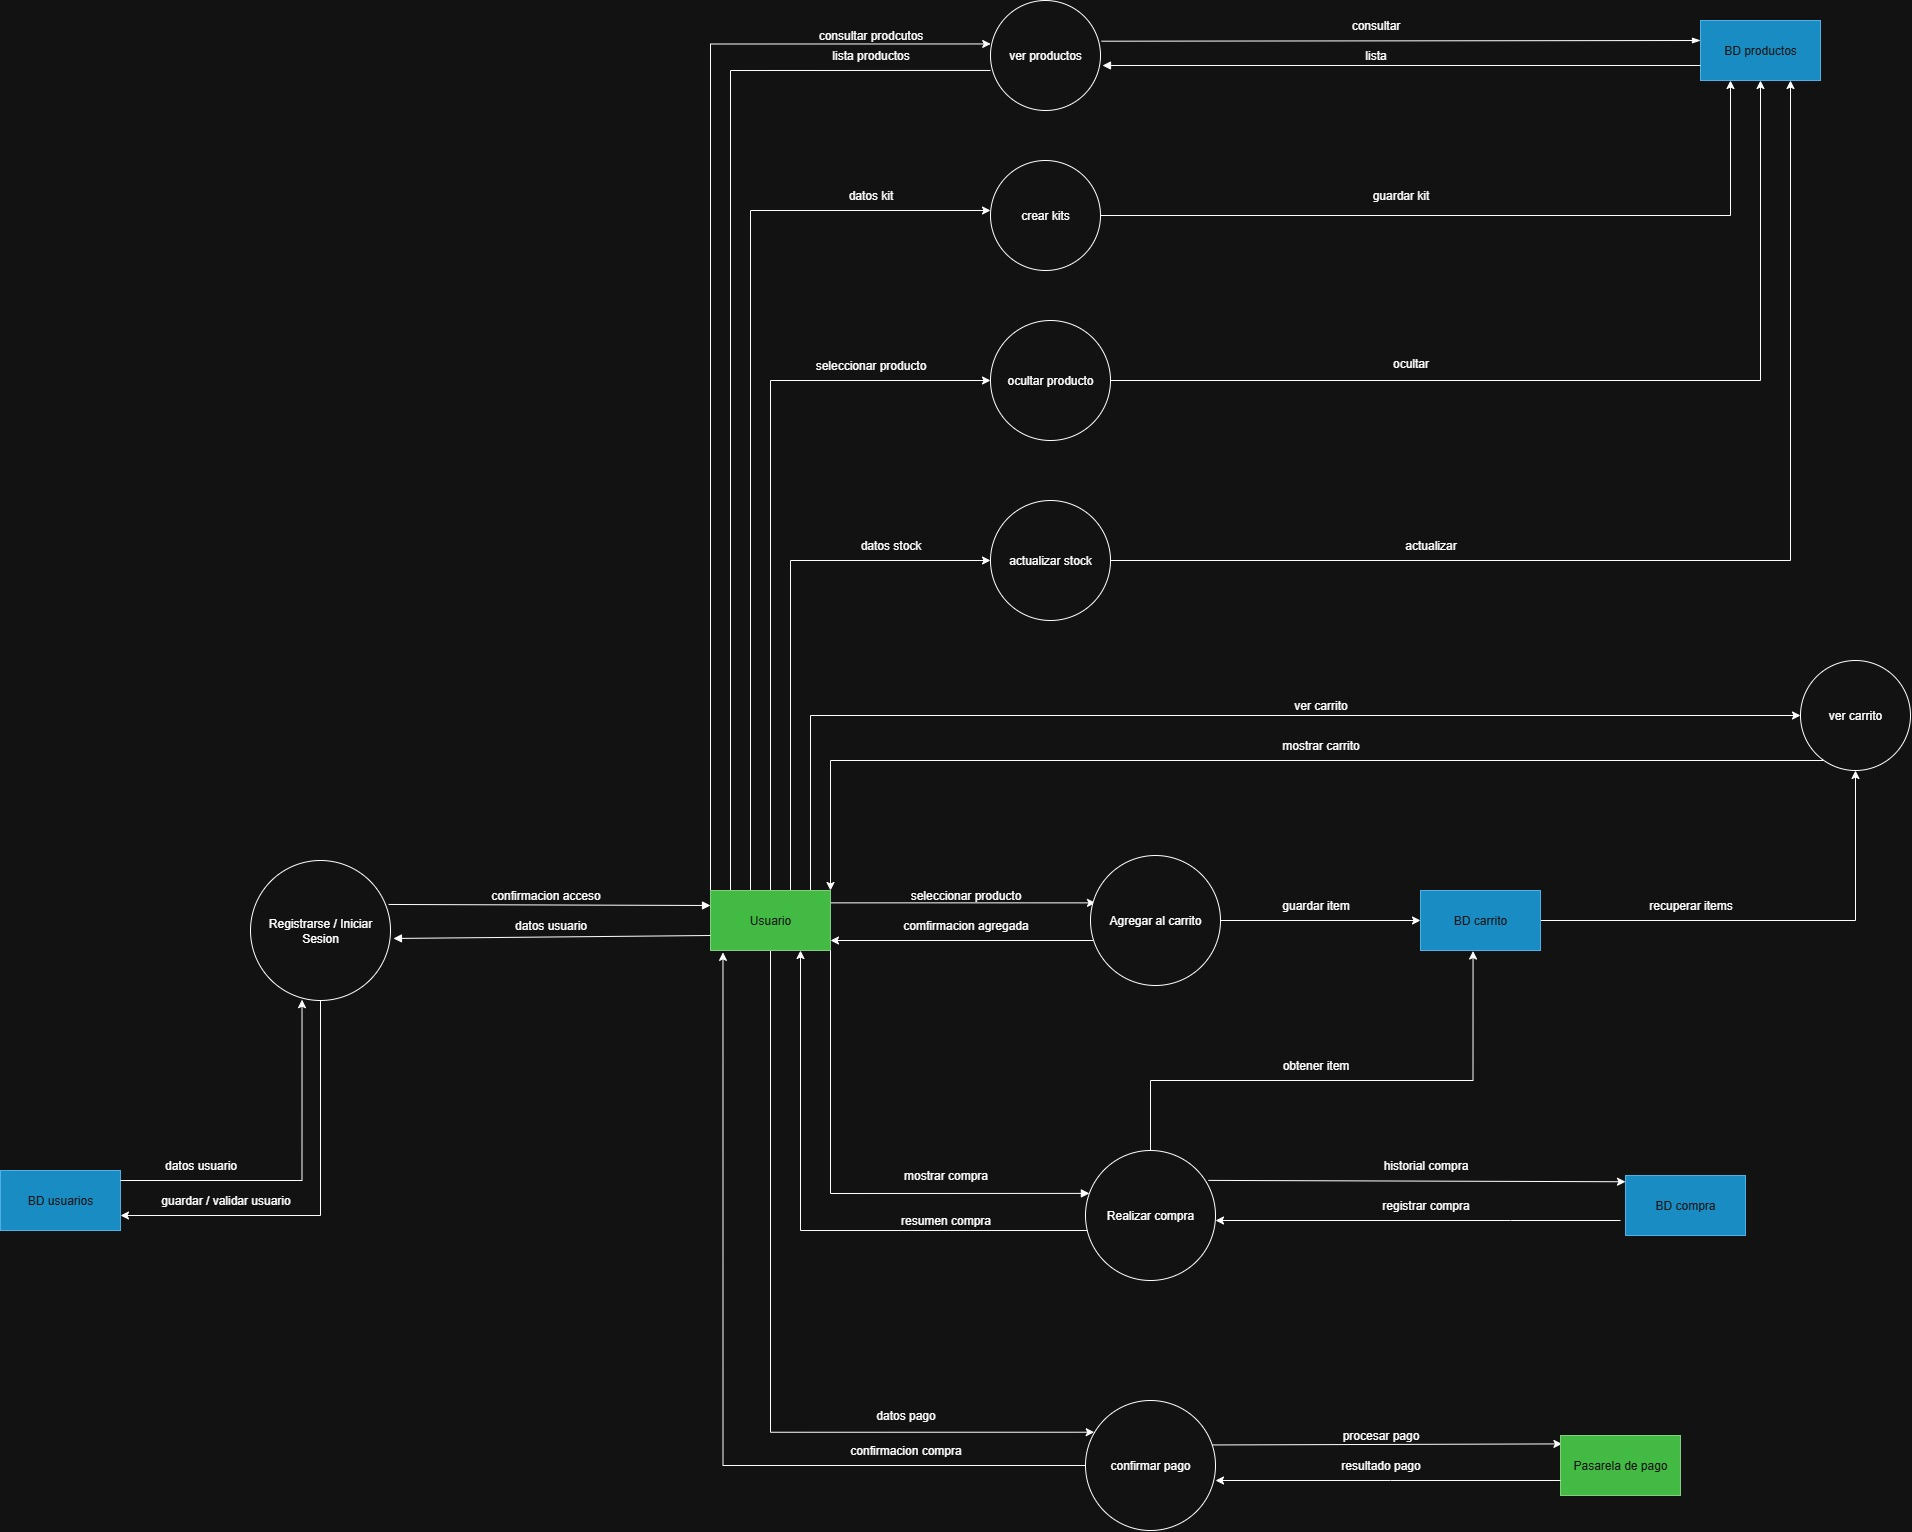 consultar prodcutos
lista productos
ver productos
consultar
lista
BD productos
datos kit
crear kits
guardar kit
seleccionar producto
ocultar producto
ocultar
datos stock
actualizar stock
actualizar
ver carrito
ver carrito
mostrar carrito
Registrarse / Iniciar
Sesion
confirmacion acceso
datos usuario
Usuario
seleccionar producto
comfirmacion agregada
Agregar al carrito
guardar item
BD carrito
recuperar items
obtener item
BD usuarios
datos usuario
guardar / validar usuario
mostrar compra
resumen compra
Realizar compra
historial compra
registrar compra
BD compra
datos pago
confirmacion compra
confirmar pago
procesar pago
resultado pago
Pasarela de pago